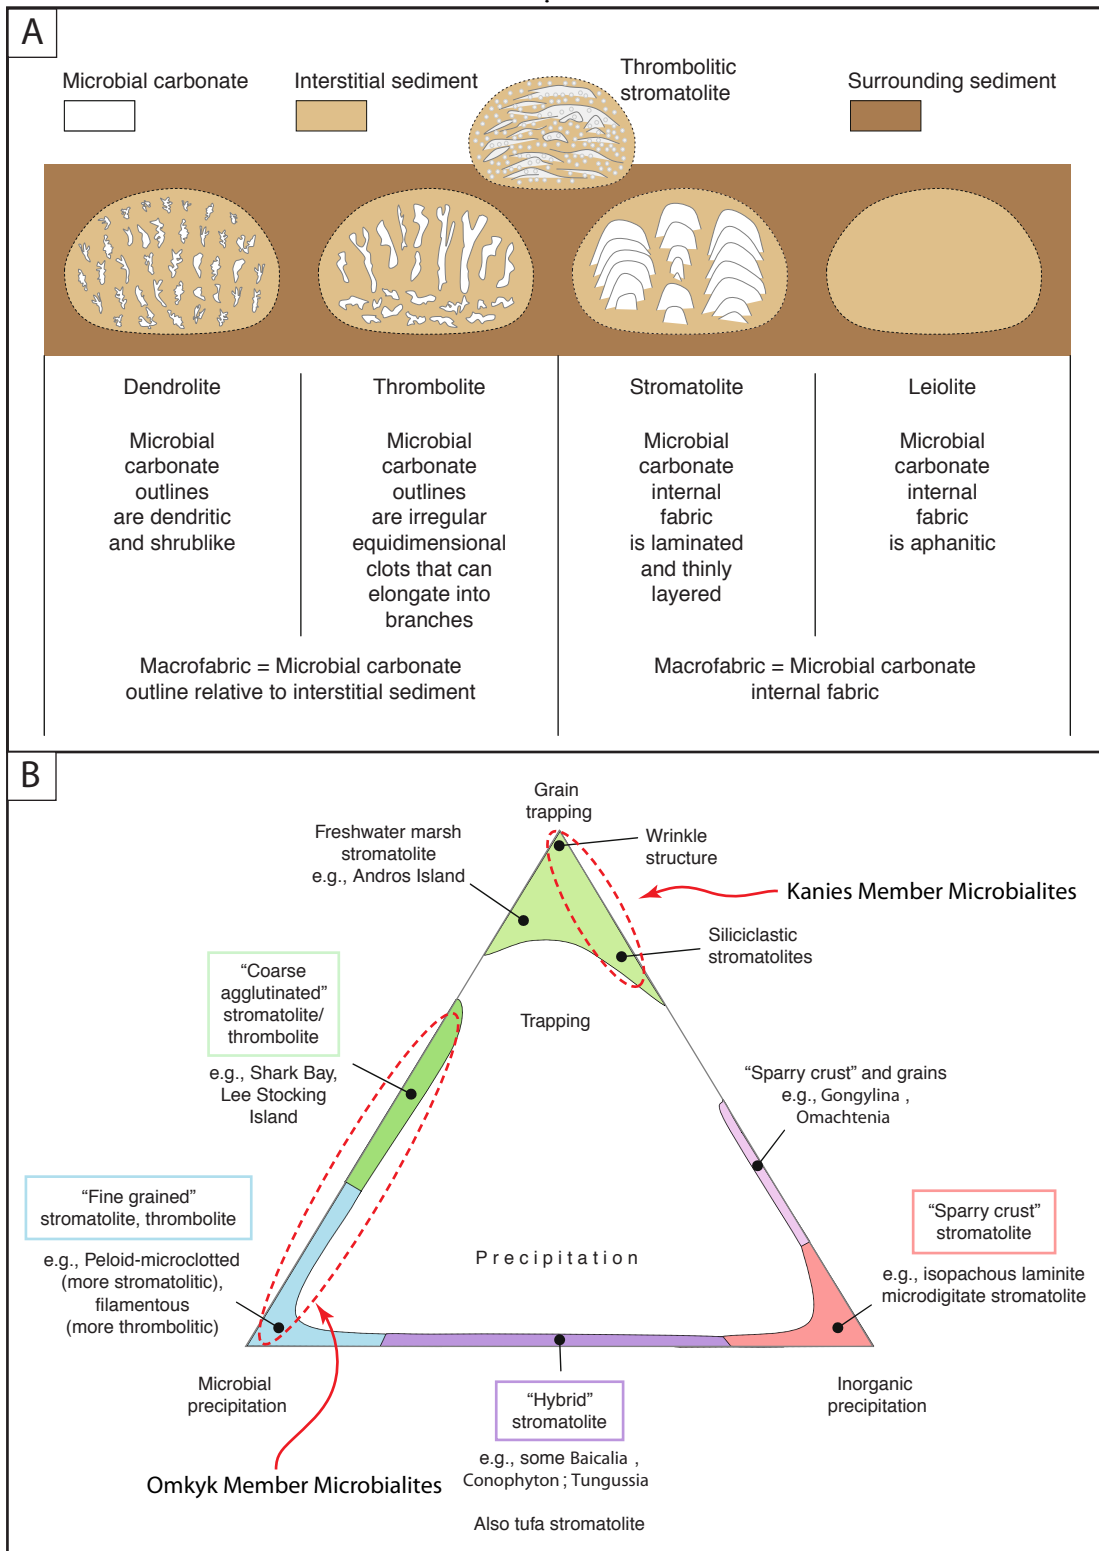 A
Microbial carbonate
Interstitial sediment
Thrombolitic
stromatolite
Surrounding sediment
Dendrolite
Microbial
carbonate
outlines
are dendritic
and shrublike
Thrombolite
Microbial
carbonate
outlines
are irregular
equidimensional
clots that can
elongate into
branches
Stromatolite
Microbial
carbonate
internal
fabric
is laminated
and thinly
layered
Leiolite
Microbial
carbonate
internal
fabric
is aphanitic
Macrofabric = Microbial carbonate
outline relative to interstitial sediment
Macrofabric = Microbial carbonate
internal fabric
B
Grain
trapping
Freshwater marsh
stromatolite
e.g., Andros Island
Wrinkle
structure
Kanies Member Microbialites
Siliciclastic
stromatolites
“Coarse
agglutinated”
stromatolite/
thrombolite
e.g., Shark Bay,
Lee Stocking
Island
Trapping
“Sparry crust” and grains
e.g., Gongylina ,
Omachtenia
“Fine grained”
stromatolite, thrombolite
e.g., Peloid-microclotted
(more stromatolitic),
filamentous
(more thrombolitic)
Precipitation
“Sparry crust”
stromatolite
e.g., isopachous laminite
microdigitate stromatolite
Microbial
precipitation
“Hybrid”
stromatolite
Inorganic
precipitation
e.g., some Baicalia ,
Conophyton ; Tungussia
Omkyk Member Microbialites
Also tufa stromatolite